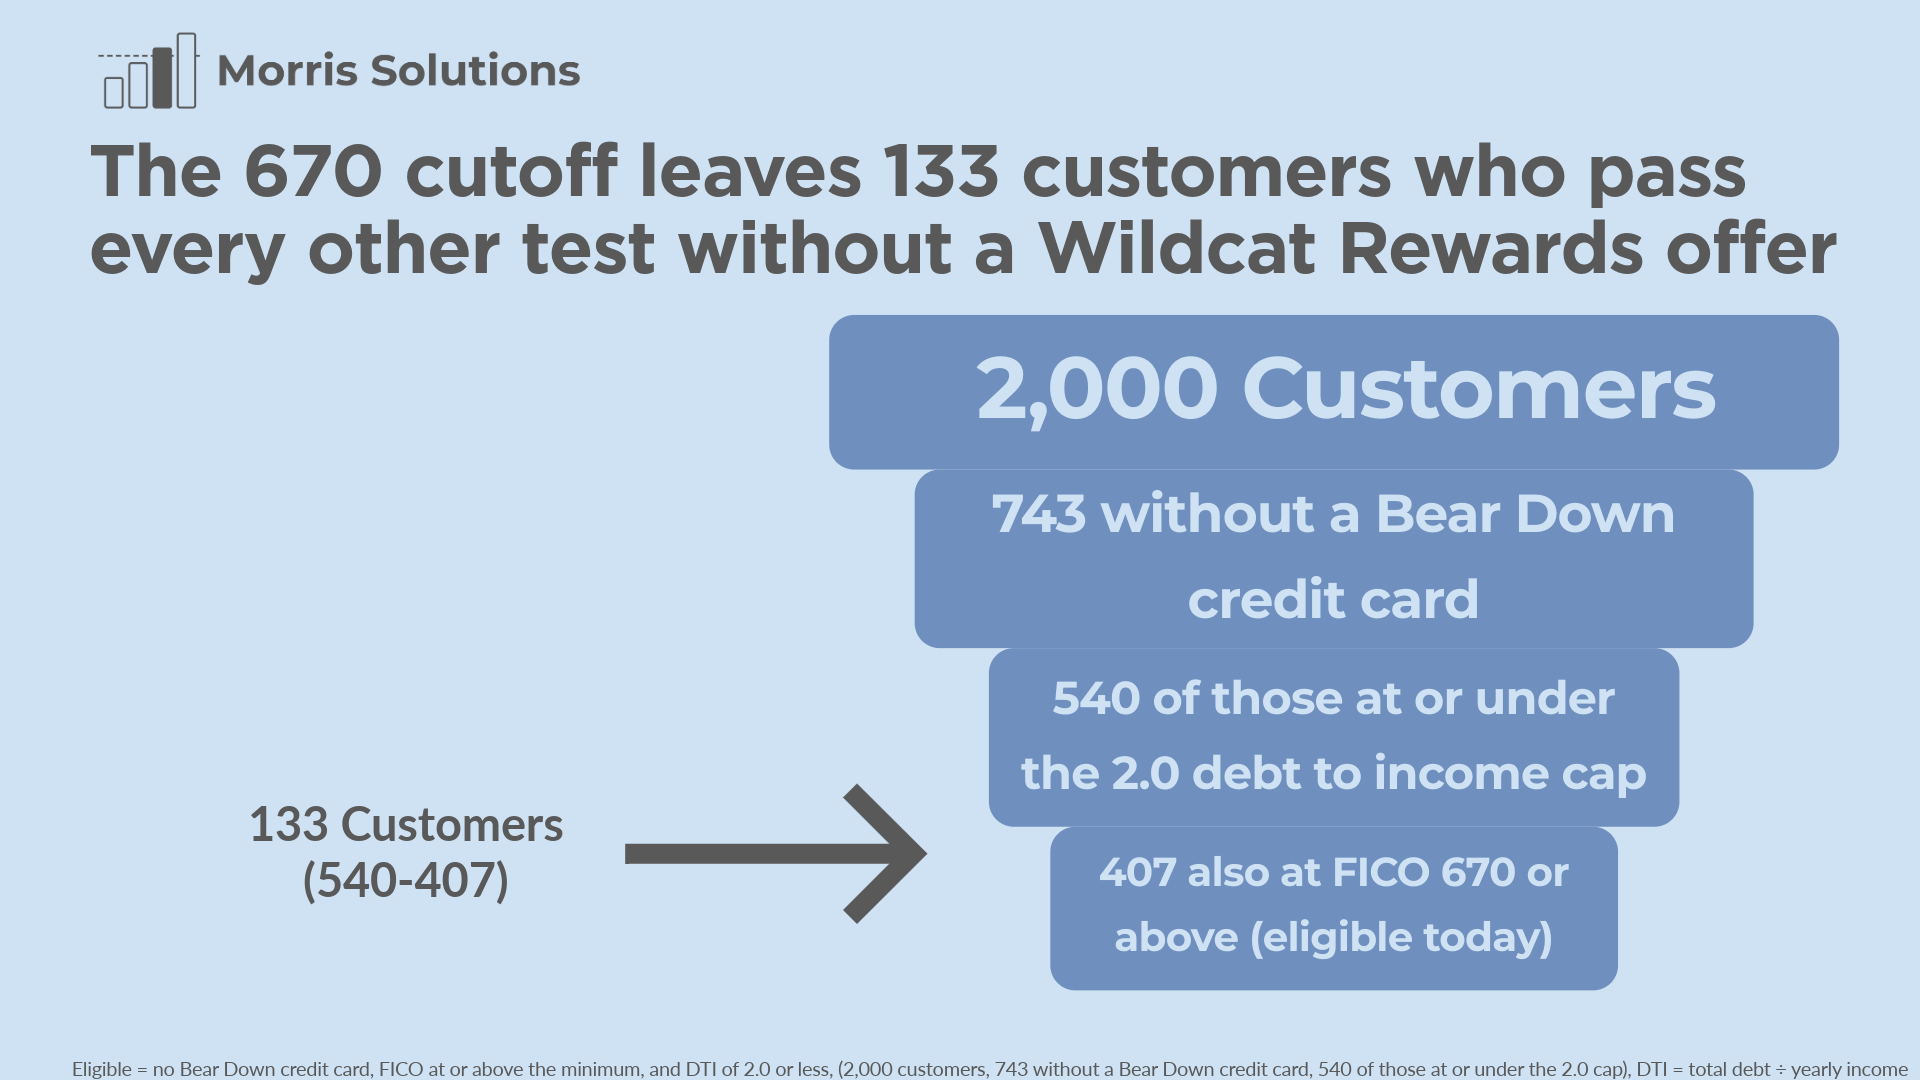 Morris Solutions
The 670 cutoff leaves 133 customers who pass
every other test without a Wildcat Rewards offer
2,000 Customers
743 without a Bear Down
credit card
540 of those at or under
the 2.0 debt to income cap
133 Customers
(540-407)
407 also at FICO 670 or
above (eligible today)
Eligible = no Bear Down credit card, FICO at or above the minimum, and DTI of 2.0 or less, (2,000 customers, 743 without a Bear Down credit card, 540 of those at or under the 2.0 cap), DTI = total debt ÷ yearly income